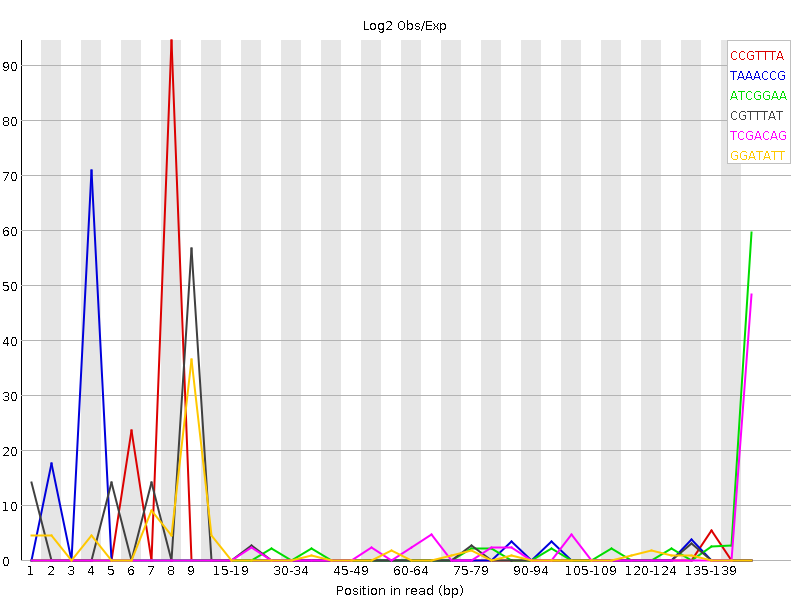 Log2 Obs/Exp
CCGTTTA
TAAACCG
ATCGGAA
CGTTTAT
TCGACAG
GGATATT
90
80
70
60
50
40
30
20
10
0
1 2 3 4 5 6 7 8 9 15-19 30-34 45-49 60-64 75-79 90-94 105-109 120-124 135-139
Position in read (bp)